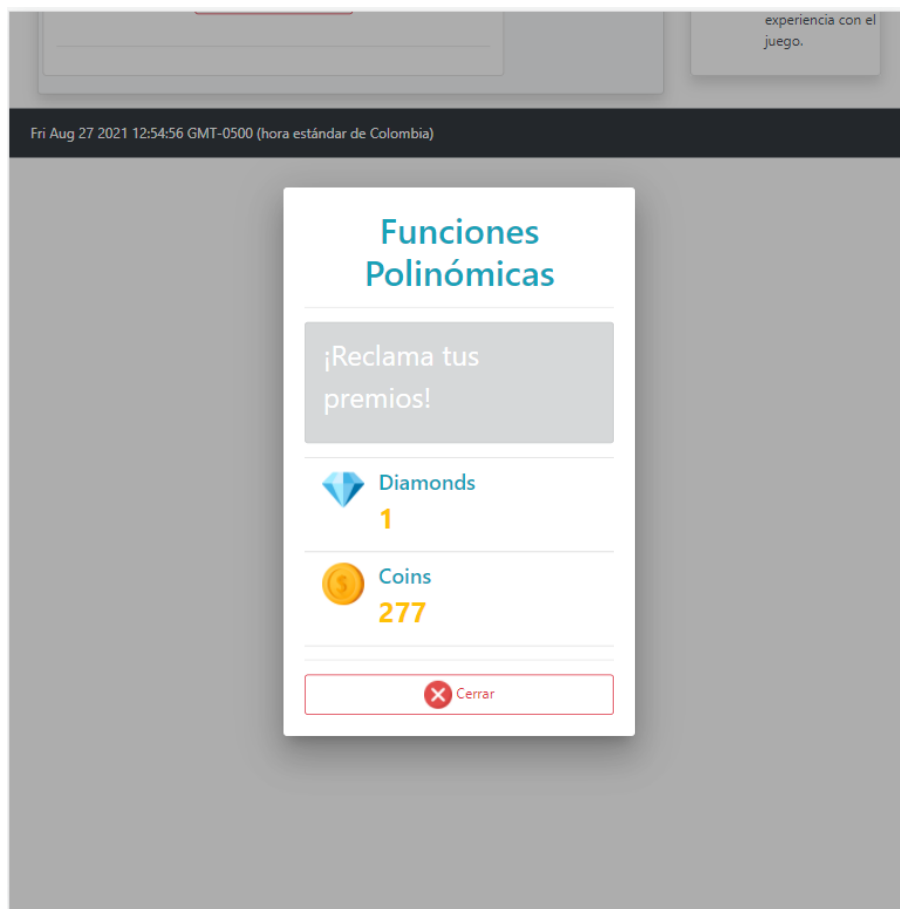 experiencia con el
juego.
Fri Aug 27 2021 12:54:56 GMT-0500 (hora estándar de Colombia)
Funciones
Polinómicas
¡Reclama tus
premios!
Diamonds
1
Coins
277
Cerrar